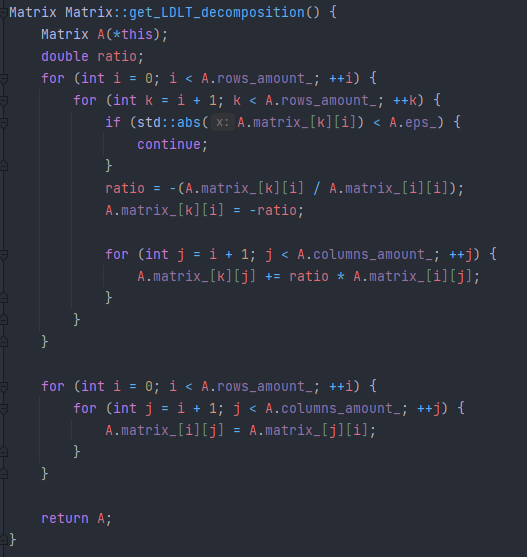 Matrix Matrix::get_LDLT_decomposition() {
    Matrix A(*this);
    double ratio;
    for (int i = 0; i < A.rows_amount_; ++i) {
        for (int k = i + 1; k < A.rows_amount_; ++k) {
            if (std::abs( x: A.matrix_[k][i]) < A.eps_) {
                continue;
            }
            ratio = -(A.matrix_[k][i] / A.matrix_[i][i]);
            A.matrix_[k][i] = -ratio;

            for (int j = i + 1; j < A.columns_amount_; ++j) {
                A.matrix_[k][j] += ratio * A.matrix_[i][j];
            }
        }
    }

    for (int i = 0; i < A.rows_amount_; ++i) {
        for (int j = i + 1; j < A.columns_amount_; ++j) {
            A.matrix_[i][j] = A.matrix_[j][i];
        }
    }

    return A;
}